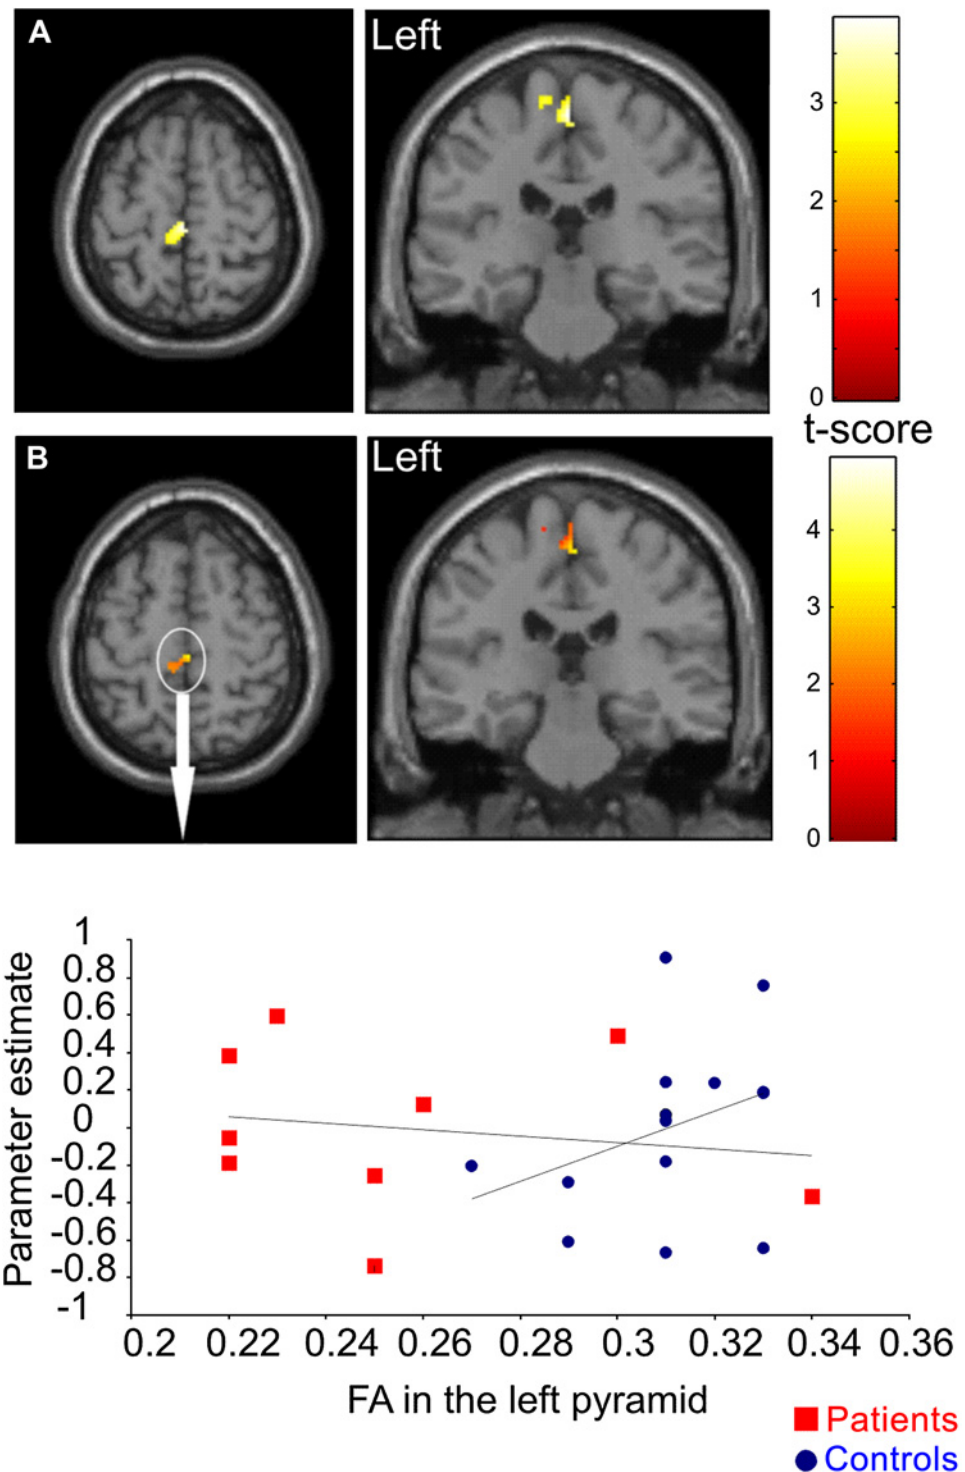 A
Left
3
2
1
0
t-score
B
Left
4
3
2
1
0
Parameter estimate
1
0.8
0.6
0.4
0.2
0
-0.2
-0.4
-0.6
-0.8
-1
0.2 0.22 0.24 0.26 0.28 0.3 0.32 0.34 0.36
FA in the left pyramid
Patients
Controls